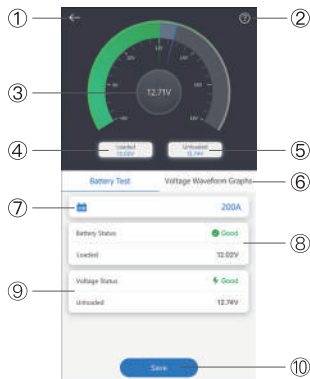 ① ②
12V
③ 12.71V
④ Loaded Unloaded ⑤
12.02V 12.74V
Battery Test Voltage Waveform Graphs ⑥
⑦ 200A
Battery Status Good ⑧
Loaded 12.02V
⑨ Voltage Status Good
Unloaded 12.74V
Save ⑩